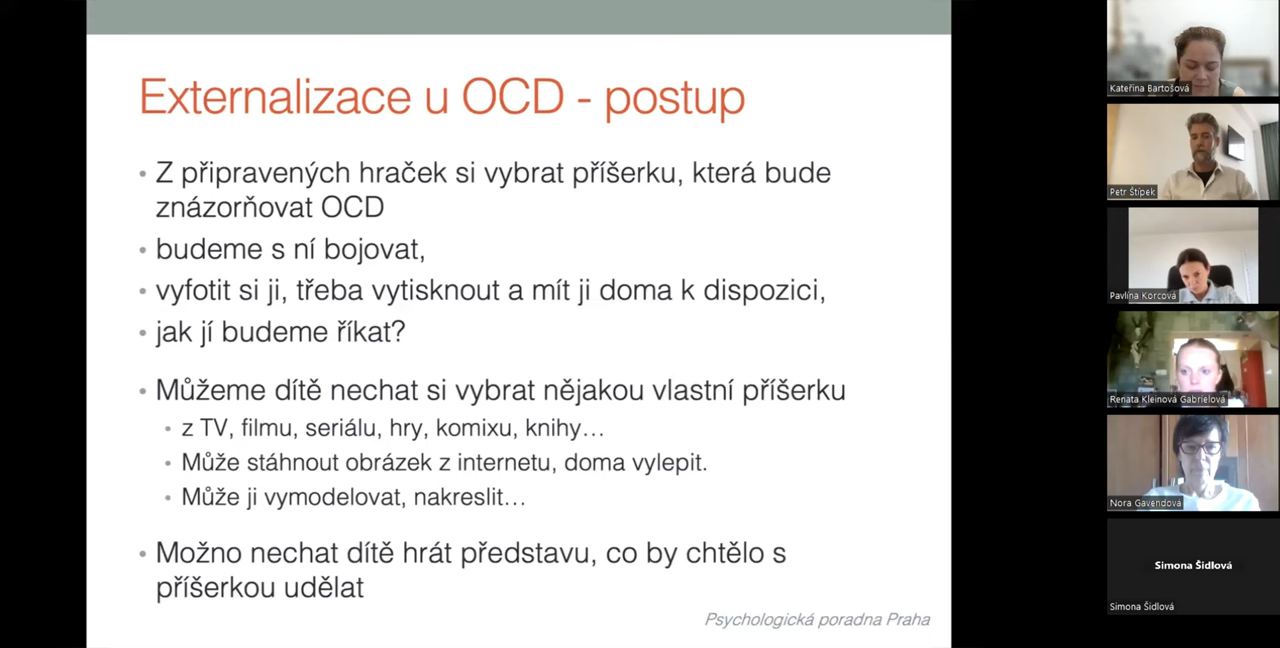 Externalizace u OCD - postup
• Z připravených hraček si vybrat příšerku, která bude
znázorňovat OCD
• budeme s ní bojovat,
• vyfotit si ji, třeba vytisknout a mít ji doma k dispozici,
• jak jí budeme říkat?
• Můžeme dítě nechat si vybrat nějakou vlastní příšerku
• z TV, filmu, seriálu, hry, komixu, knihy…
• Může stáhnout obrázek z internetu, doma vylepit.
• Může ji vymodelovat, nakreslit…
• Možno nechat dítě hrát představu, co by chtělo s
příšerkou udělat
Psychologická poradna Praha
Kateřina Bartošová
Petr Štípek
Pavlína Korcová
Renata Kleinová Gabrielová
Nora Gavendová
Simona Šidlová
Simona Šidlová